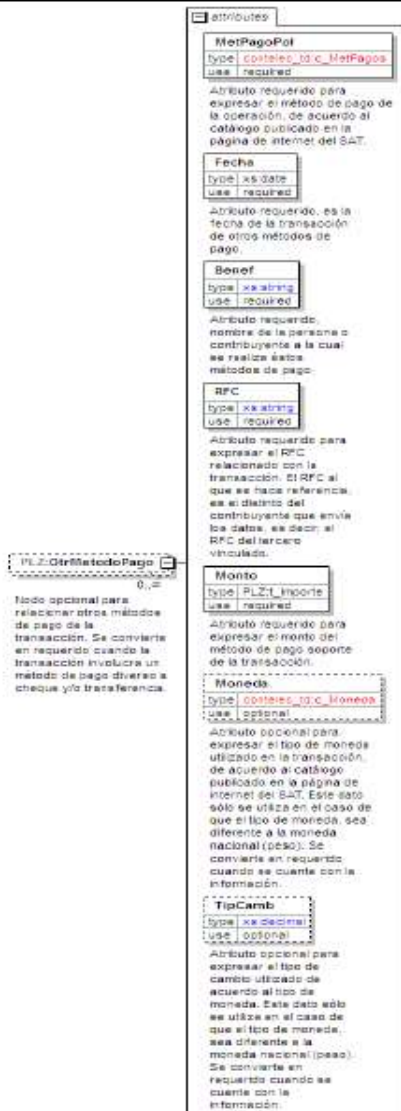 attributes
MetPagoPol
type contelec_td:c_MetPagos
use required
Atributo requerido para
expresar el método de pago de
la operación, de acuerdo al
catálogo publicado en la
página de internet del SAT.
Fecha
type xs:date
use required
Atributo requerido, es la
fecha de la transacción
de otros métodos de
pago.
Benef
type xs:string
use required
Atributo requerido,
nombre de la persona o
contribuyente a la cual
se realiza éstos
métodos de pago.
RFC
type xs:string
use required
Atributo requerido para
expresar el RFC
relacionado con la
transacción. El RFC al
que se hace referencia,
es el distinto del
contribuyente que envía
los datos, es decir, el
RFC del tercero
vinculado.
PLZ:OtrMetodoPago
0..∞
Nodo opcional para
relacionar otros métodos
de pago de la
transacción. Se convierte
en requerido cuando la
transacción involucra un
método de pago diverso a
cheque y/o transferencia.
Monto
type PLZ:t_Importe
use required
Atributo requerido para
expresar el monto del
método de pago soporte
de la transacción.
Moneda
type contelec_td:c_Moneda
use optional
Atributo opcional para
expresar el tipo de moneda
utilizado en la transacción,
de acuerdo al catálogo
publicado en la página de
internet del SAT. Este dato
sólo se utiliza en el caso de
que el tipo de moneda, sea
diferente a la moneda
nacional (peso). Se
convierte en requerido
cuando se cuente con la
información.
TipCamb
type xs:decimal
use optional
Atributo opcional para
expresar el tipo de
cambio utilizado de
acuerdo al tipo de
moneda. Este dato sólo
se utiliza en el caso de
que el tipo de moneda,
sea diferente a la
moneda nacional (peso).
Se convierte en
requerido cuando se
cuente con la
información.